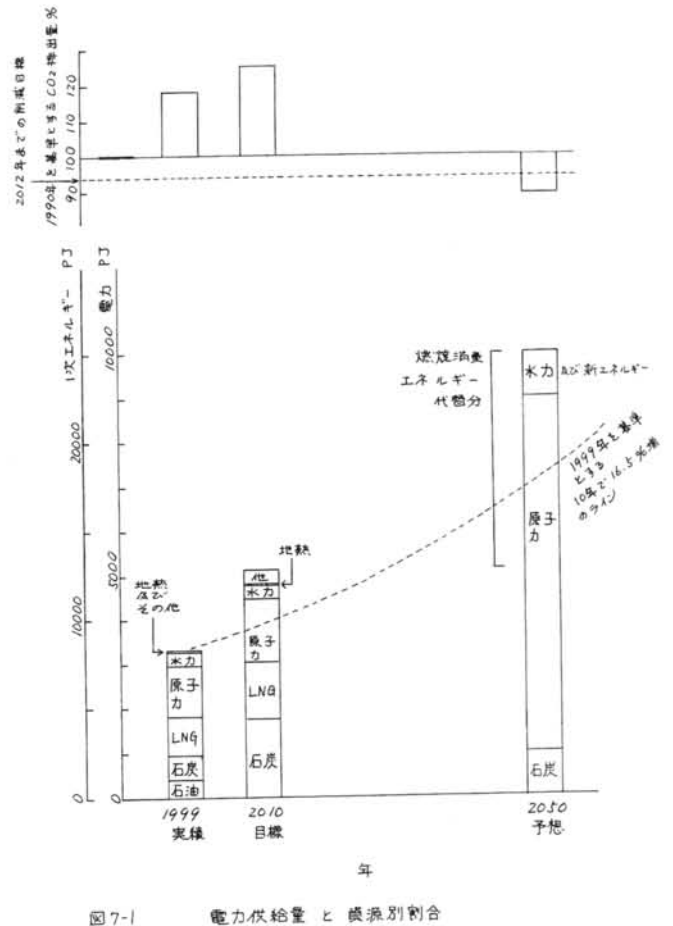 2012年までの削減目標
1990年を基準とするCO2排出量 %
120
110
100
90
1次エネルギー PJ
電力 PJ
20000
10000
0
10000
5000
0
燃焼消費
エネルギー
代替分
水力 及び新エネルギー
原子
力
石炭
1999年を基準
とする
10年で16.5%増
のライン
地熱
他
水力
原子
力
LNG
石炭
地熱
及び
その他
水力
原子
力
LNG
石炭
石油
1999
実績
2010
目標
2050
予想
年
図7-1 電力供給量 と 資源別割合